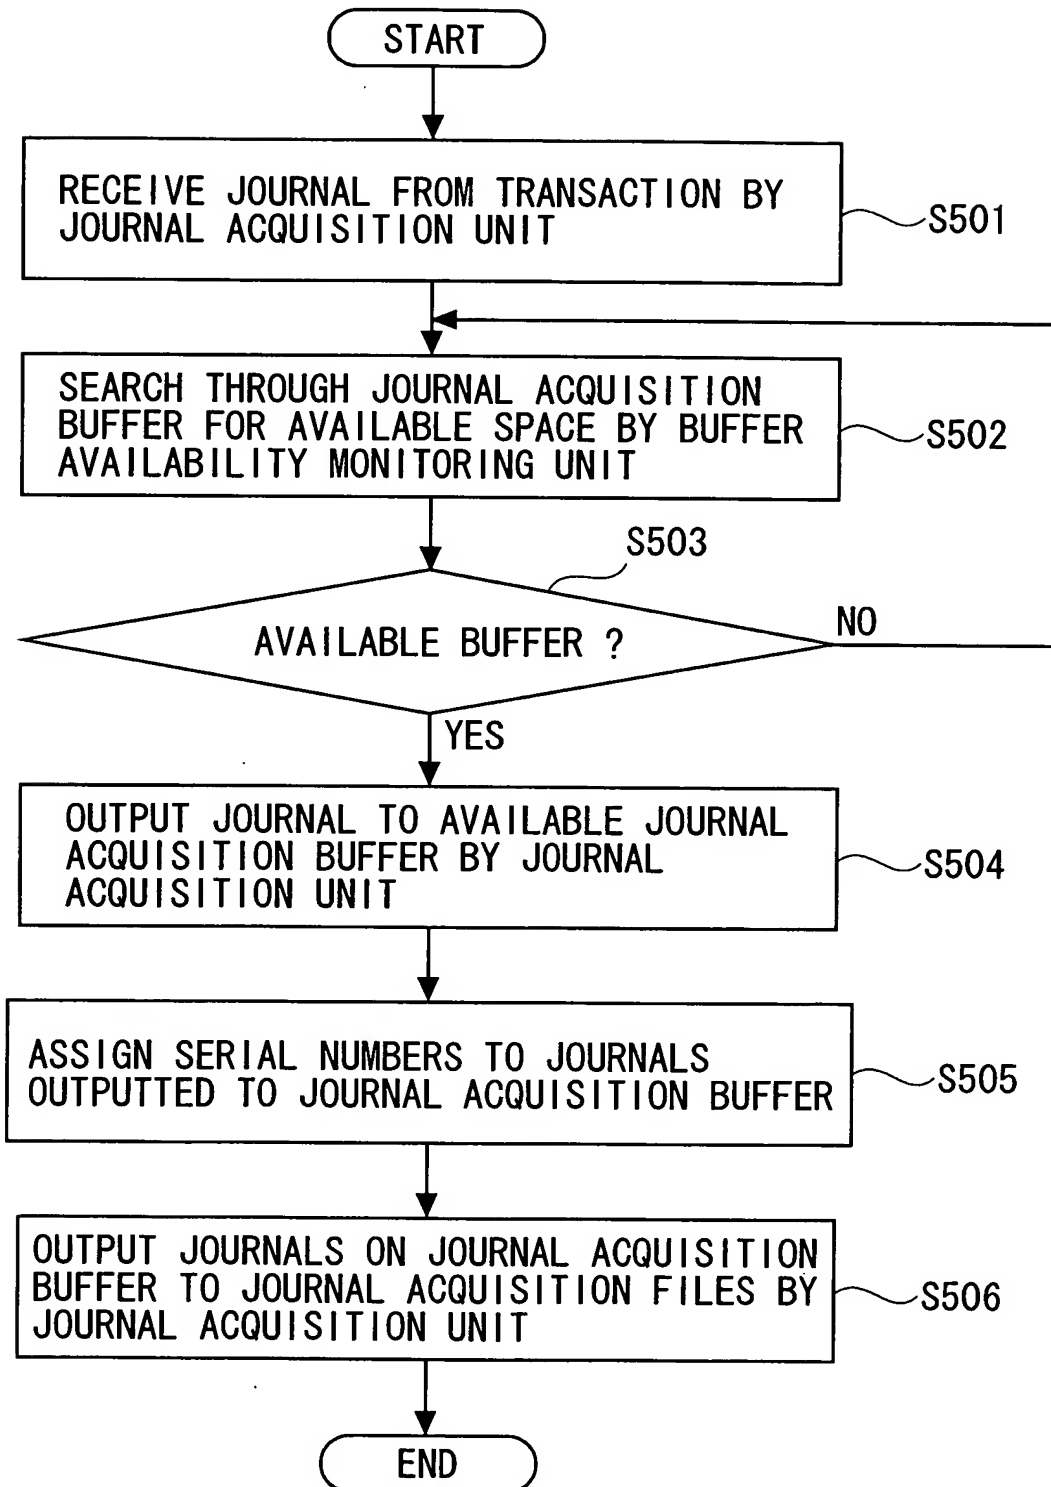 START
RECEIVE JOURNAL FROM TRANSACTION BY
JOURNAL ACQUISITION UNIT
S501
SEARCH THROUGH JOURNAL ACQUISITION
BUFFER FOR AVAILABLE SPACE BY BUFFER
AVAILABILITY MONITORING UNIT
S502
S503
AVAILABLE BUFFER ?
NO
YES
OUTPUT JOURNAL TO AVAILABLE JOURNAL
ACQUISITION BUFFER BY JOURNAL
ACQUISITION UNIT
S504
ASSIGN SERIAL NUMBERS TO JOURNALS
OUTPUTTED TO JOURNAL ACQUISITION BUFFER
S505
OUTPUT JOURNALS ON JOURNAL ACQUISITION
BUFFER TO JOURNAL ACQUISITION FILES BY
JOURNAL ACQUISITION UNIT
S506
END